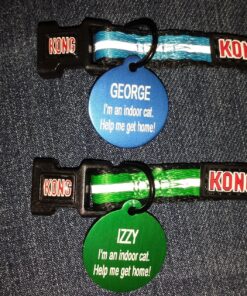 KONG
KONG
GEORGE
I'm an indoor cat.
Help me get home!
KONG
KON
IZZY
I'm an indoor cat.
Help me get home!